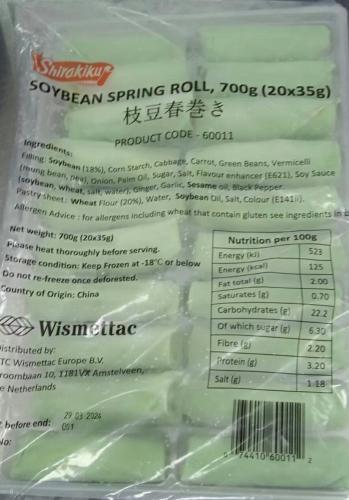 Shirakiku
SOYBEAN SPRING ROLL, 700g (20x35g)
枝豆春巻き
PRODUCT CODE - 60011
Ingredients:
Filling: Soybean (18%), Corn Starch, Cabbage, Carrot, Green Beans, Vermicelli
(mung bean, pea), Onion, Palm Oil, Sugar, Salt, Flavour enhancer (E621), Soy Sauce
(soybean, wheat, salt, water), Ginger, Garlic, Sesame oil, Black Pepper.
Pastry sheet: Wheat Flour (20%), Water, Soybean Oil, Salt, Colour (E141ii).
Allergen Advice : for allergens including wheat that contain gluten see ingredients in
Net weight: 700g (20x35g)
Please heat thoroughly before serving.
Storage condition: Keep Frozen at -18°C or below
Do not re-freeze once deforested.
Country of Origin: China
Nutrition per 100g
Energy (kJ) 523
Energy (kcal) 125
Fat total (g) 2.00
Saturates (g) 0.70
Carbohydrates (g) 22.2
Of which sugar (g) 6.30
Fibre (g) 2.20
Protein (g) 3.20
Salt (g) 1.18
Wismettac
istributed by:
TC Wismettac Europe B.V.
roombaan 10, 1181VX Amstelveen,
e Netherlands
before end: 29 03 2024
001
No:
74410 60011 2